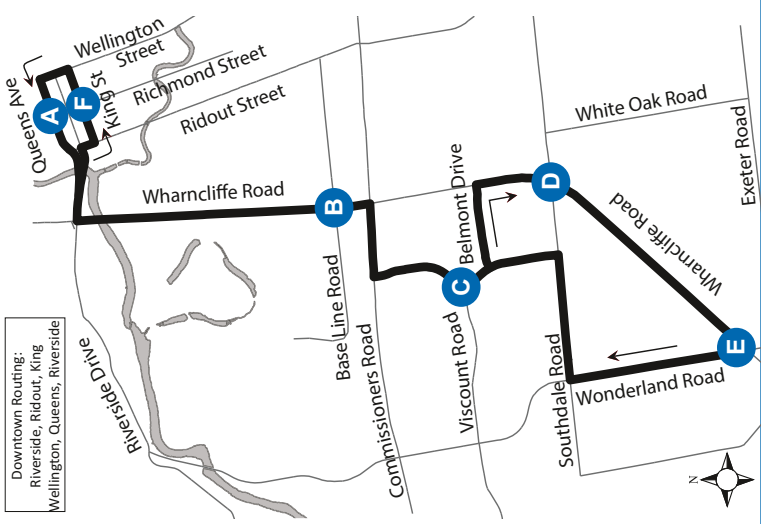 Wellington
Street
Queens Ave
A
F
King St
Richmond Street
Ridout Street
White Oak Road
Exeter Road
Wharncliffe Road
B
Belmont Drive
D
C
Wharncliffe Road
E
Base Line Road
Commissioners Road
Viscount Road
Southdale Road
Wonderland Road
Riverside Drive
Downtown Routing:
Riverside, Ridout, King
Wellington, Queens, Riverside
N